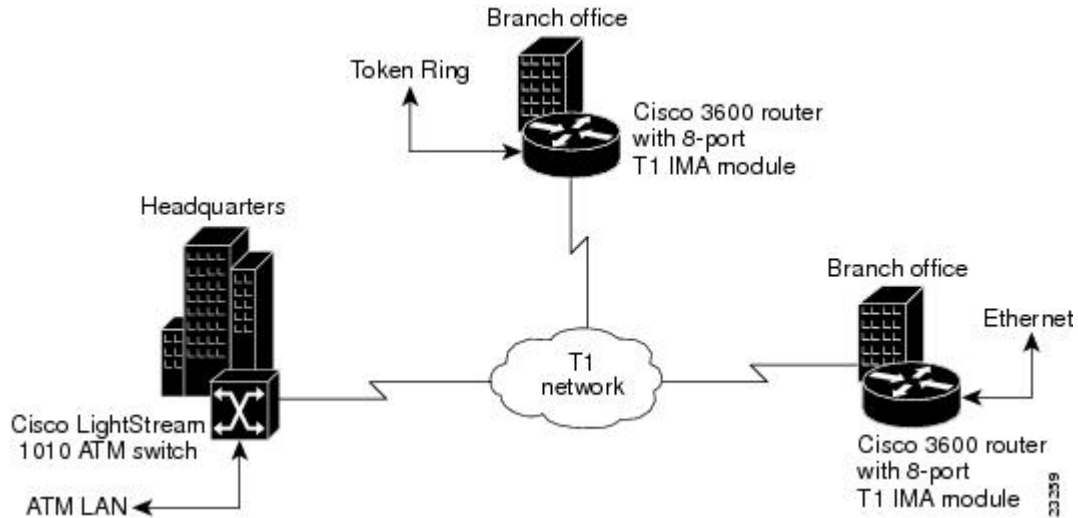 Branch office
Token Ring
Cisco 3600 router
with 8-port
T1 IMA module
Headquarters
Cisco LightStream
1010 ATM switch
ATM LAN
T1
network
Branch office
Ethernet
Cisco 3600 router
with 8-port
T1 IMA module
23259